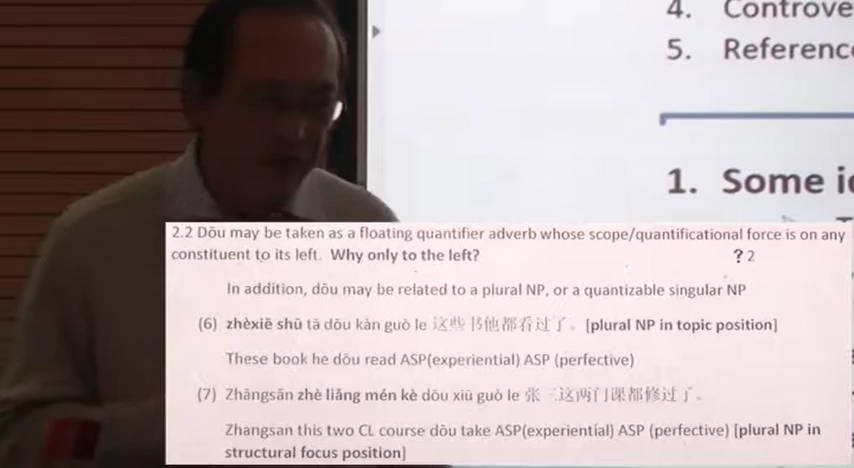 4. Controve
5. Referenc
1. Some i
2.2 Dōu may be taken as a floating quantifier adverb whose scope/quantificational force is on any
constituent to its left. Why only to the left? ? 2
In addition, dōu may be related to a plural NP, or a quantizable singular NP
(6) zhèxiē shū tā dōu kàn guò le 这些书他都看过了。[plural NP in topic position]
These book he dōu read ASP(experiential) ASP (perfective)
(7) Zhāngsān zhè liǎng mén kè dōu xiū guò le 张三这两门课都修过了。
Zhangsan this two CL course dōu take ASP(experiential) ASP (perfective) [plural NP in
structural focus position]